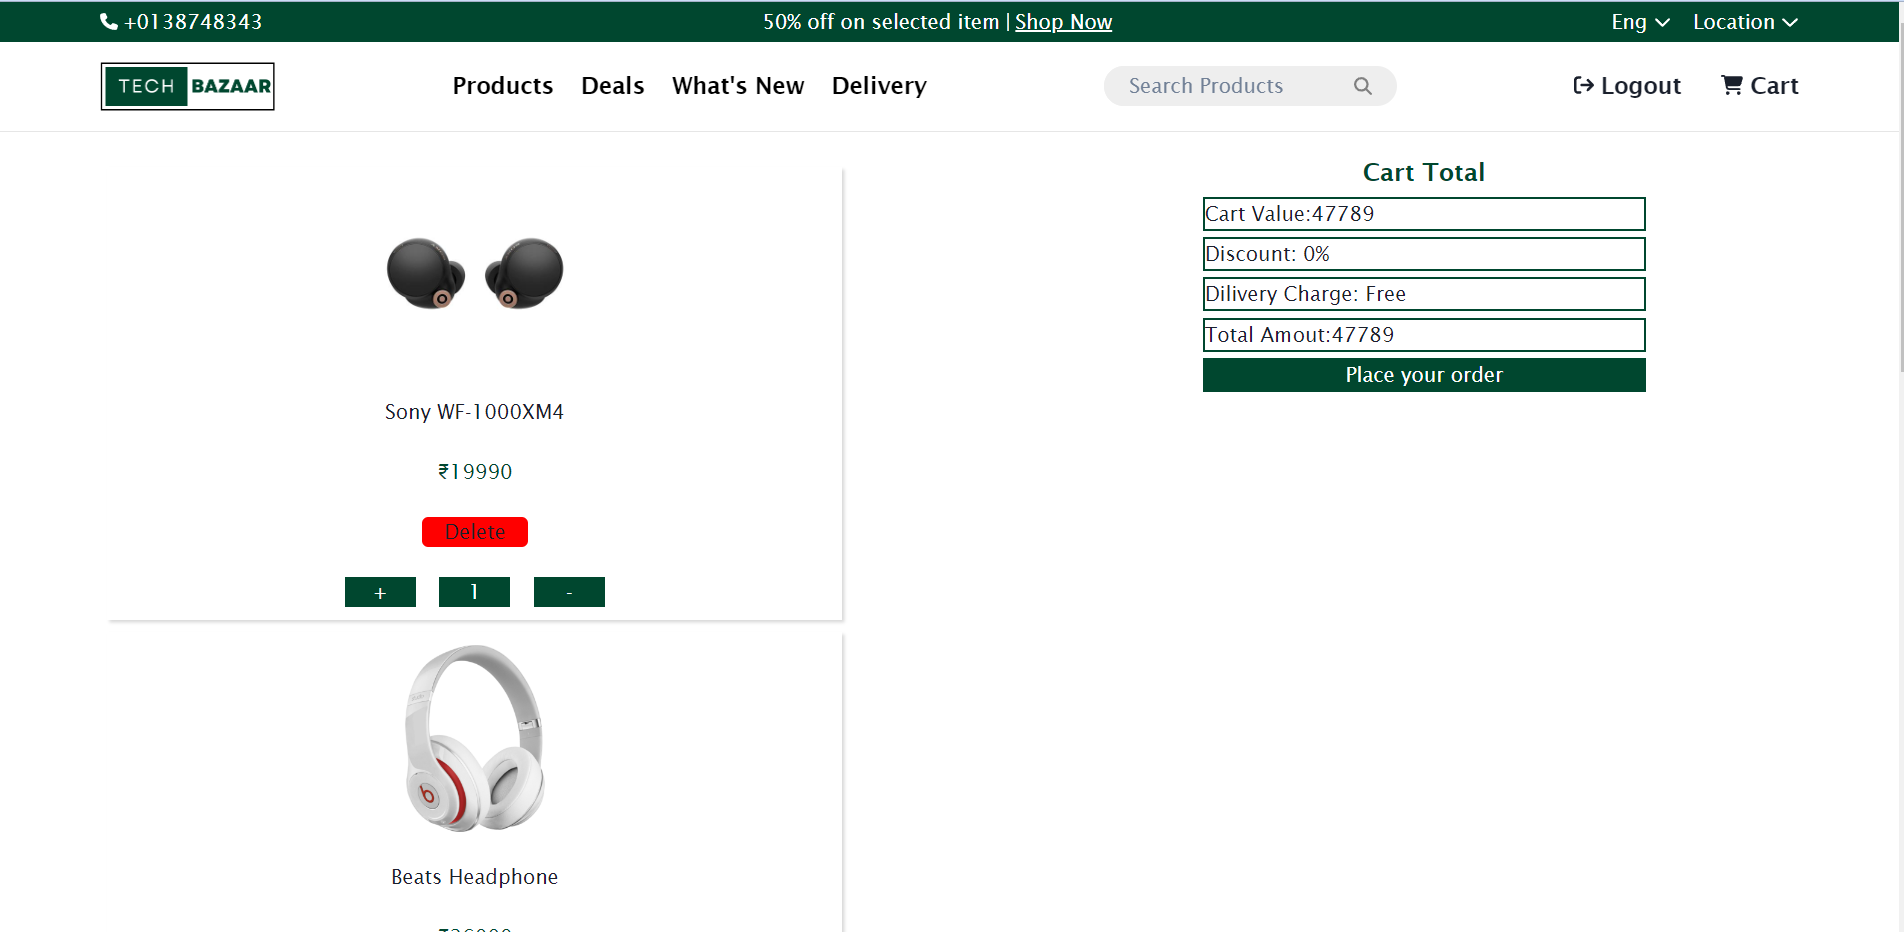 +0138748343
50% off on selected item | Shop Now
Eng
Location
TECH BAZAAR
Products
Deals
What's New
Delivery
Search Products
Logout
Cart
Sony WF-1000XM4
₹19990
Delete
+ 1 -
Beats Headphone
Cart Total
Cart Value:47789
Discount: 0%
Dilivery Charge: Free
Total Amout:47789
Place your order